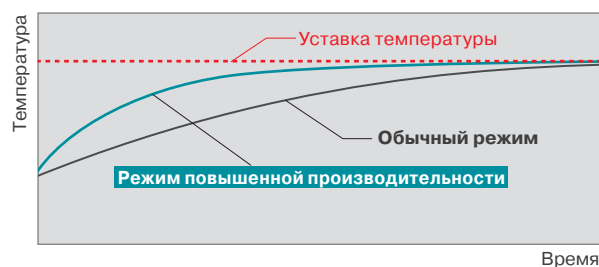 Температура
Уставка температуры
Обычный режим
Режим повышенной производительности
Время